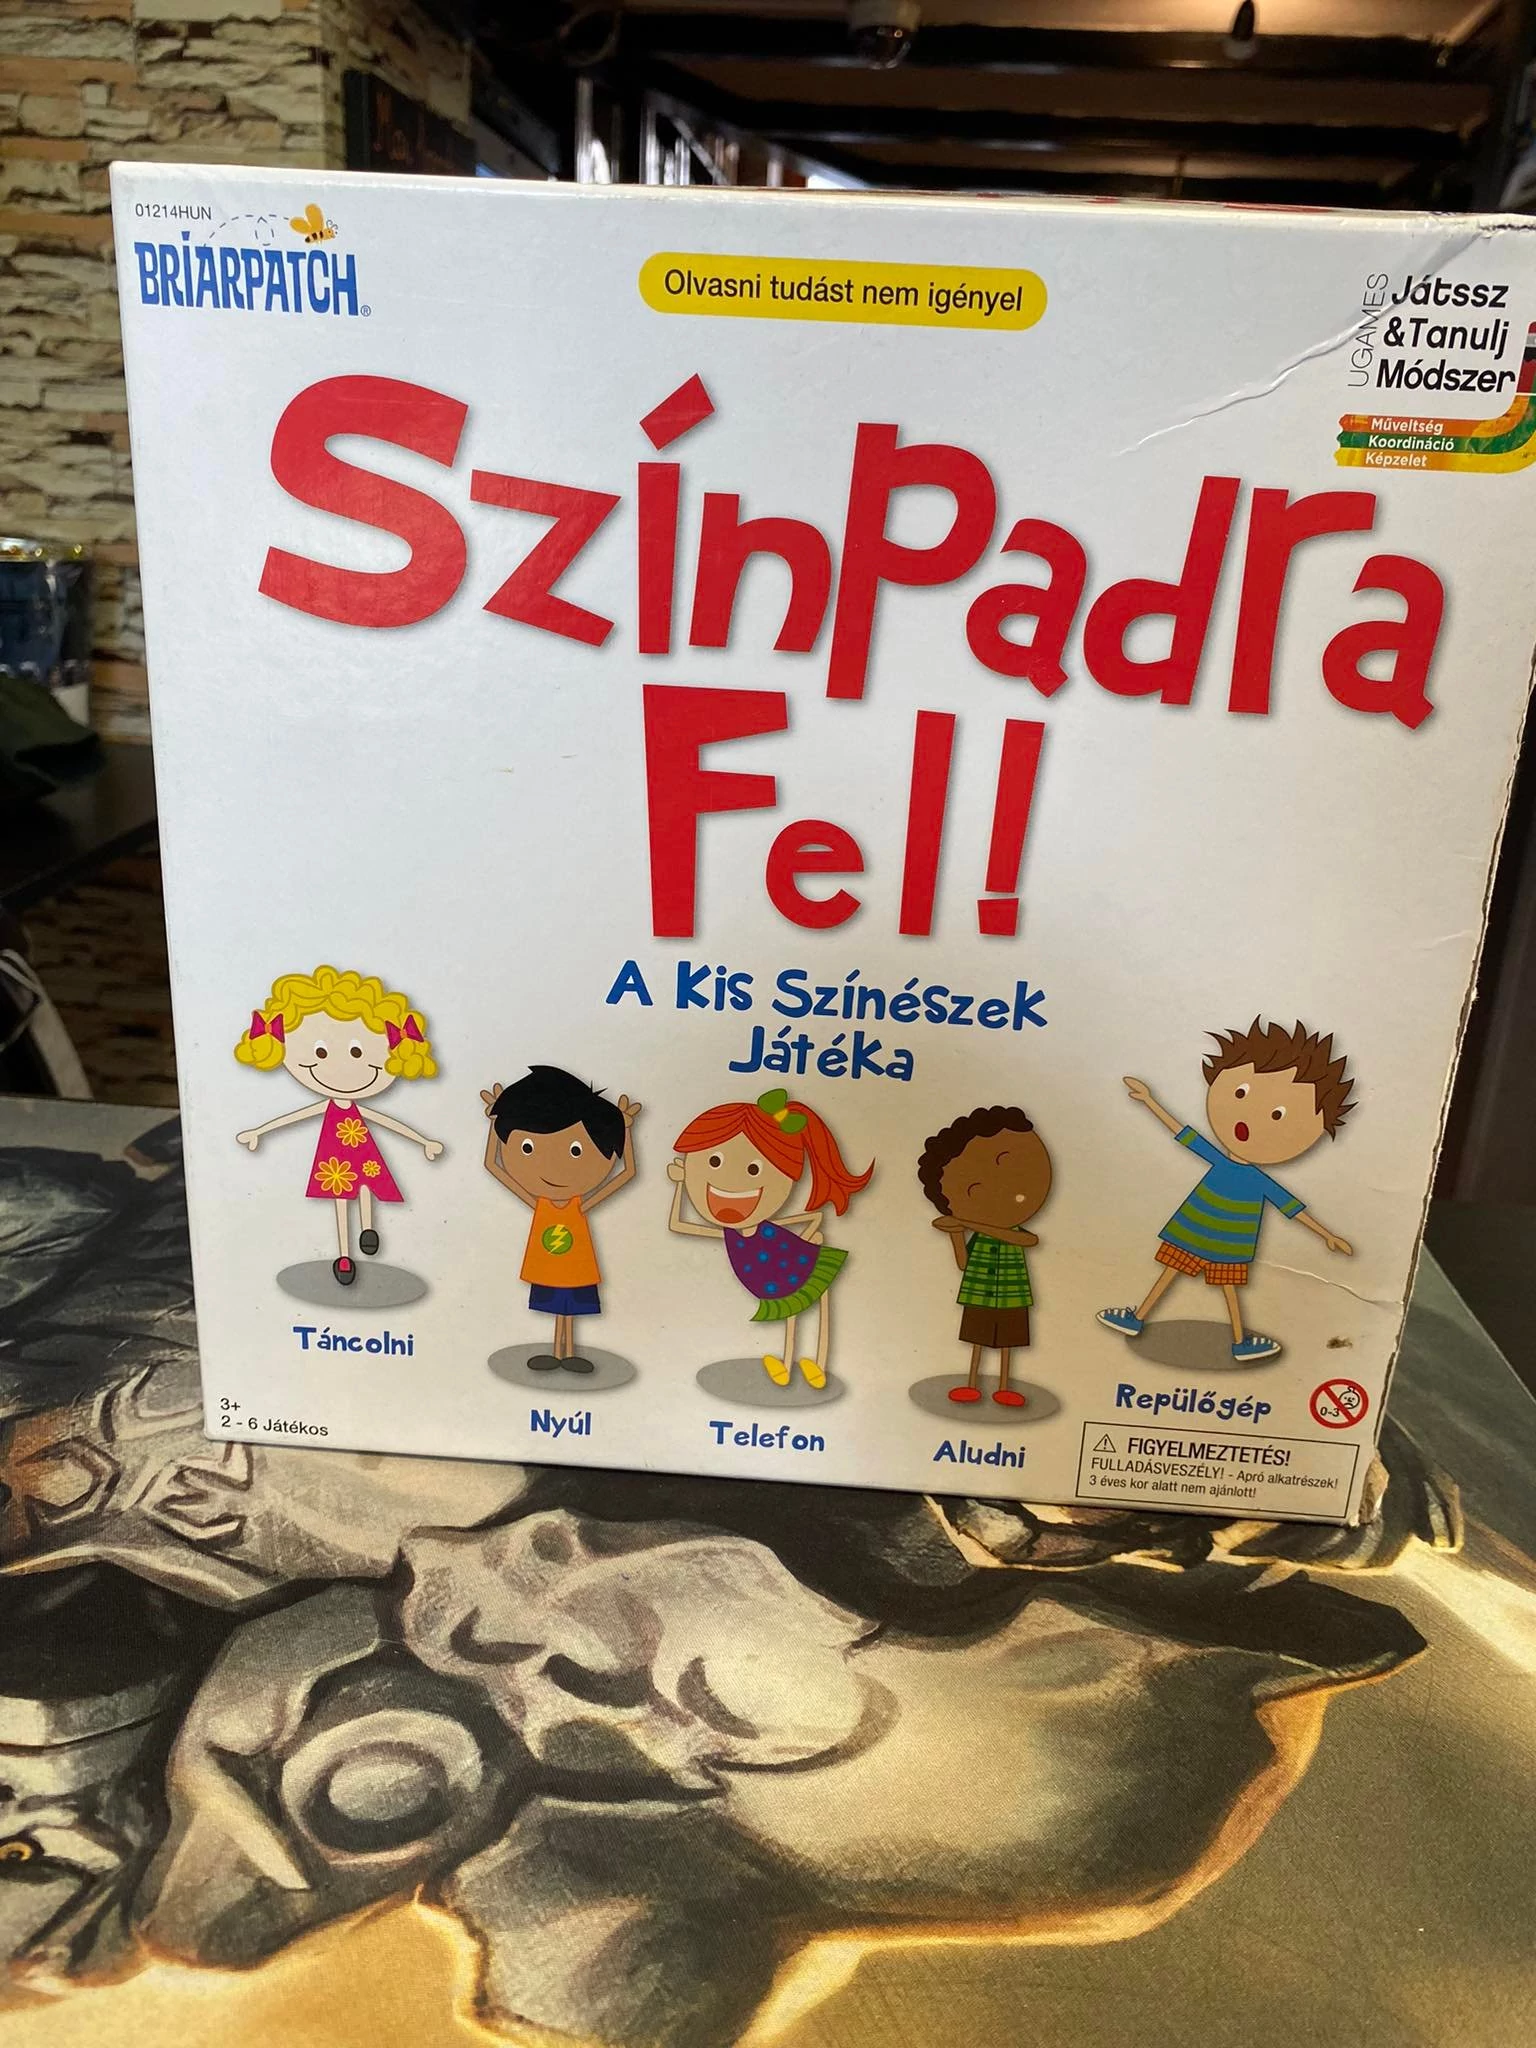 01214HUN
BRIARPATCH®
Olvasni tudást nem igényel
UGAMES
Játssz
&Tanulj
Módszer
Műveltség
Koordináció
Képzelet
Színpadra
Fel!
A Kis Színészek
Játéka
Táncolni
Nyúl
Telefon
Aludni
Repülőgép
3+
2 - 6 Játékos
0-3
FIGYELMEZTETÉS!
FULLADÁSVESZÉLY! - Apró alkatrészek!
3 éves kor alatt nem ajánlott!